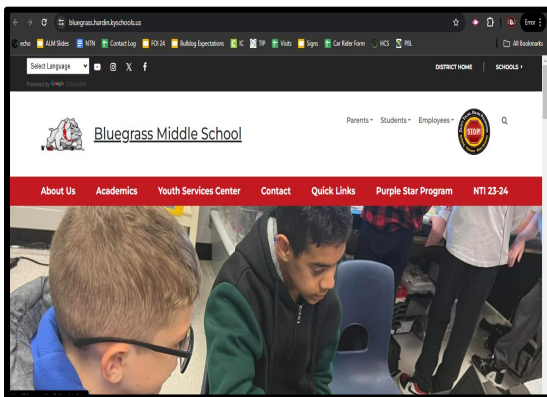 bluegrass.hardin.kyschools.us
Error
echo ALM Slides NTN Contact Log FOI 24 Bulldog Expectations IC TIP Visits Signs Car Rider Form HCS PBL All Bookmarks
Select Language DISTRICT HOME SCHOOLS
Powered by Google Translate
Bluegrass Middle School
Parents Students Employees
STOP!
About Us Academics Youth Services Center Contact Quick Links Purple Star Program NTI 23-24